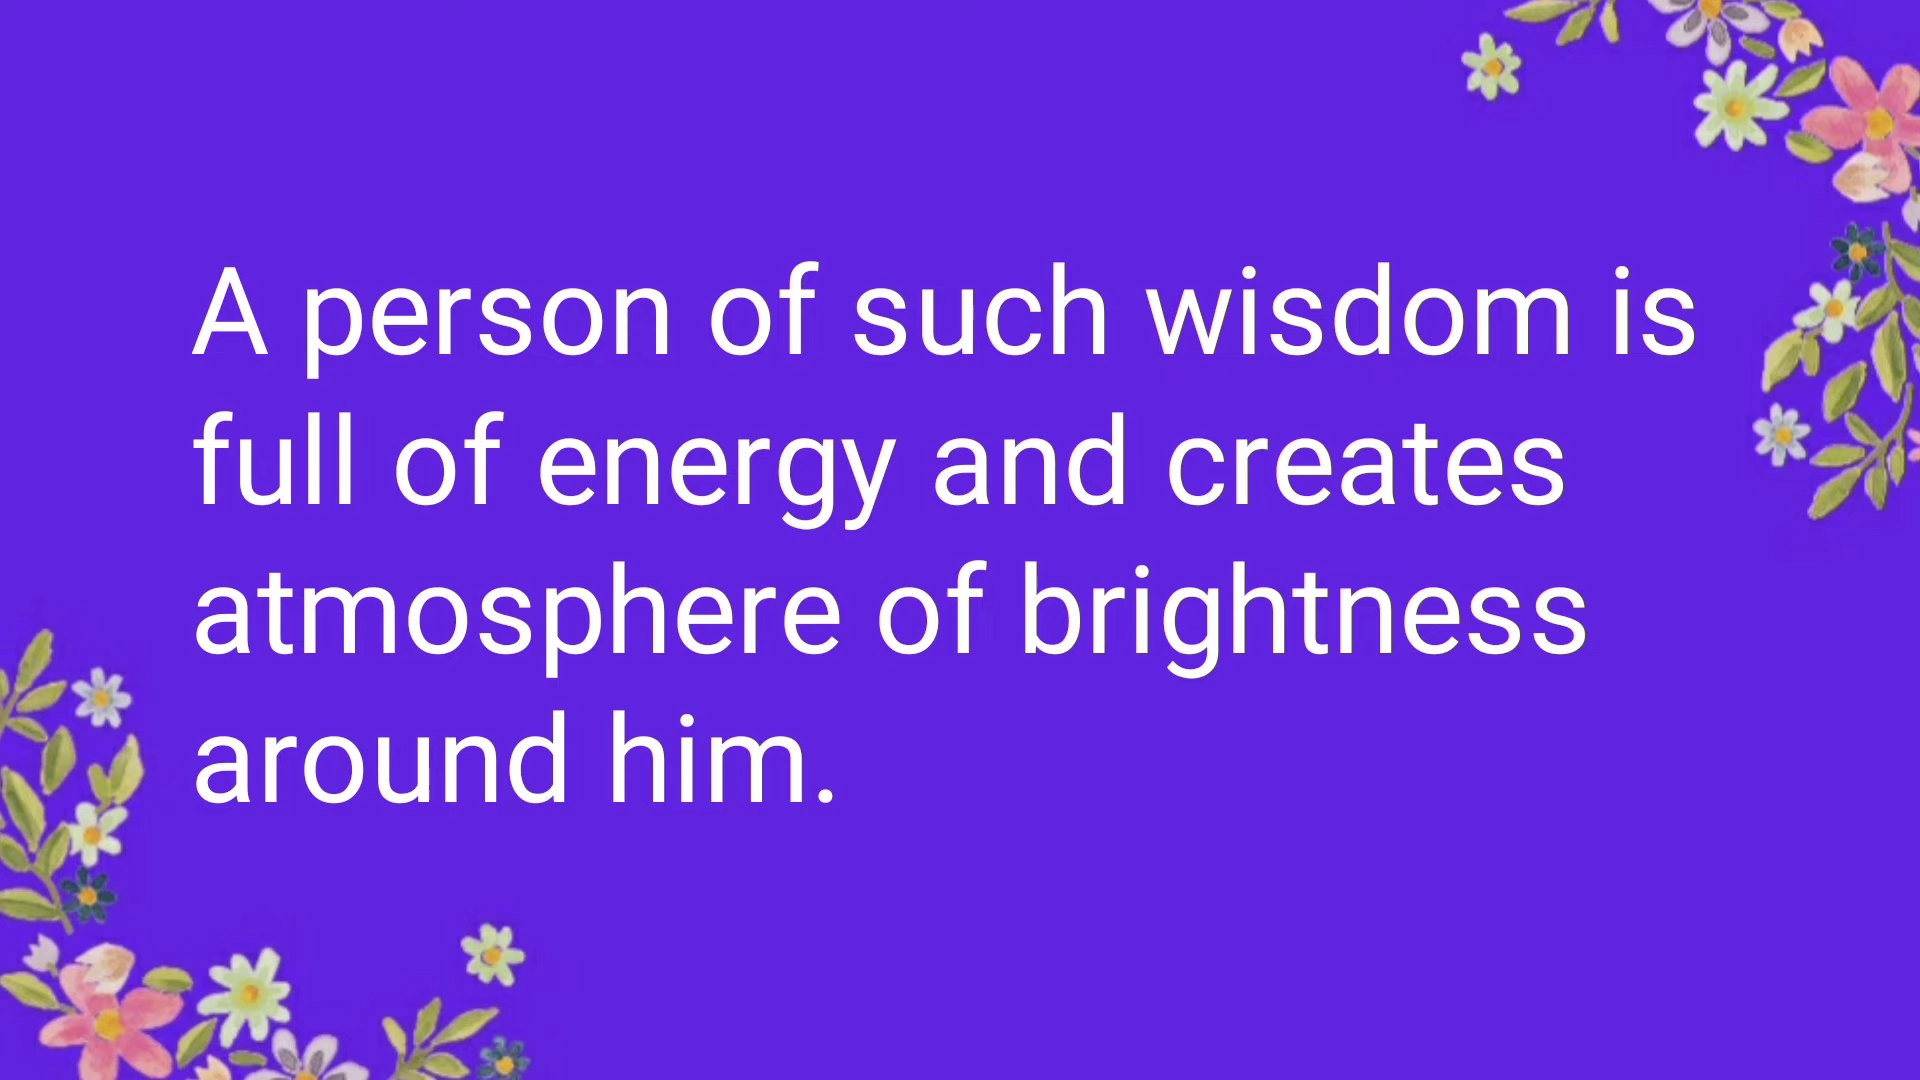 A person of such wisdom is
full of energy and creates
atmosphere of brightness
around him.